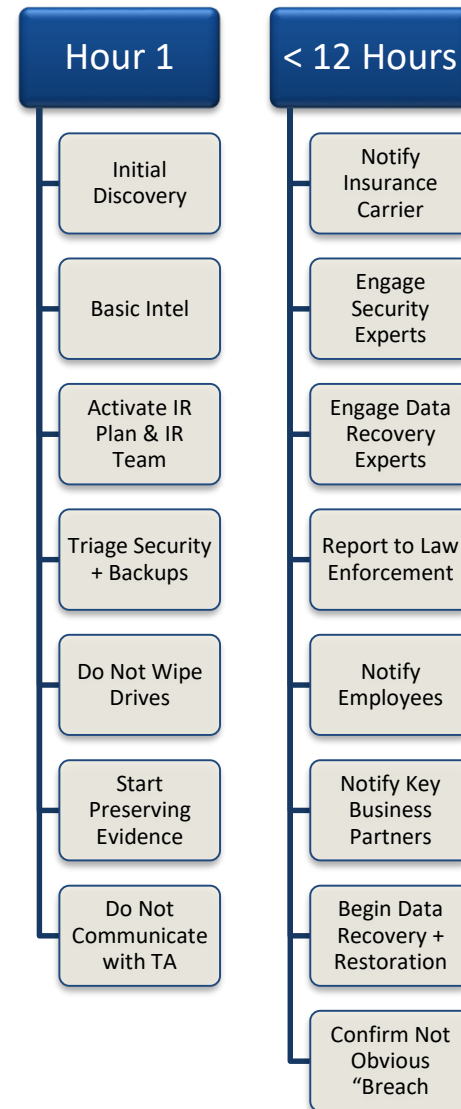 Hour 1
Initial
Discovery
Basic Intel
Activate IR
Plan & IR
Team
Triage Security
+ Backups
Do Not Wipe
Drives
Start
Preserving
Evidence
Do Not
Communicate
with TA
< 12 Hours
Notify
Insurance
Carrier
Engage
Security
Experts
Engage Data
Recovery
Experts
Report to Law
Enforcement
Notify
Employees
Notify Key
Business
Partners
Begin Data
Recovery +
Restoration
Confirm Not
Obvious
“Breach